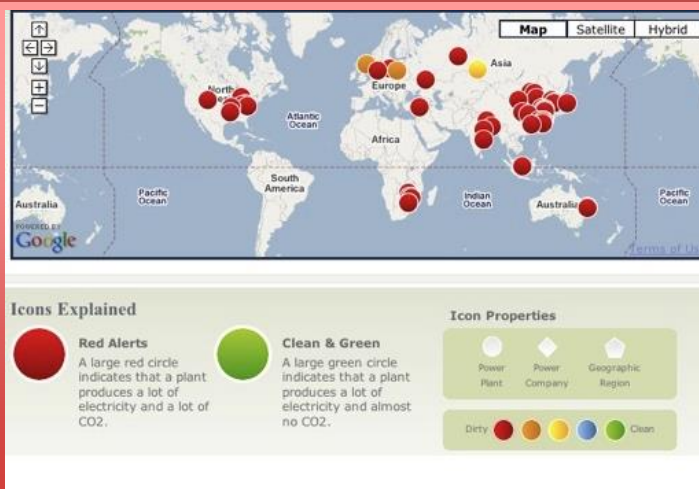 Map
Satellite
Hybrid
Asia
North
Europe
Atlantic
Ocean
Africa
South
America
Pacific
Ocean
Indian
Ocean
Pacific
Ocean
Australia
Australia
POWERED BY
Google
Terms of Us
Icons Explained
Red Alerts
A large red circle
indicates that a plant
produces a lot of
electricity and a lot of
CO2.
Clean & Green
A large green circle
indicates that a plant
produces a lot of
electricity and almost
no CO2.
Icon Properties
Power
Plant
Power
Company
Geographic
Region
Dirty
Clean